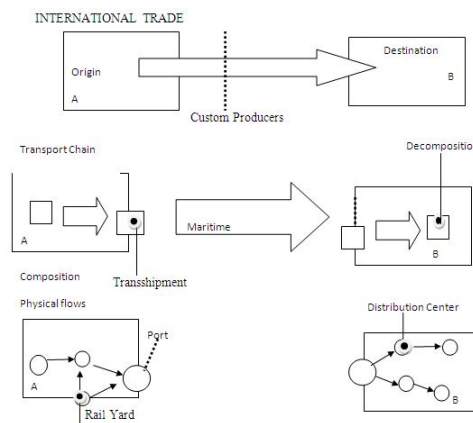 INTERNATIONAL TRADE
Origin
A
Destination
B
Custom Producers
Transport Chain
Decomposition
A
Maritime
B
Composition
Transshipment
Physical flows
Distribution Center
Port
A
B
Rail Yard